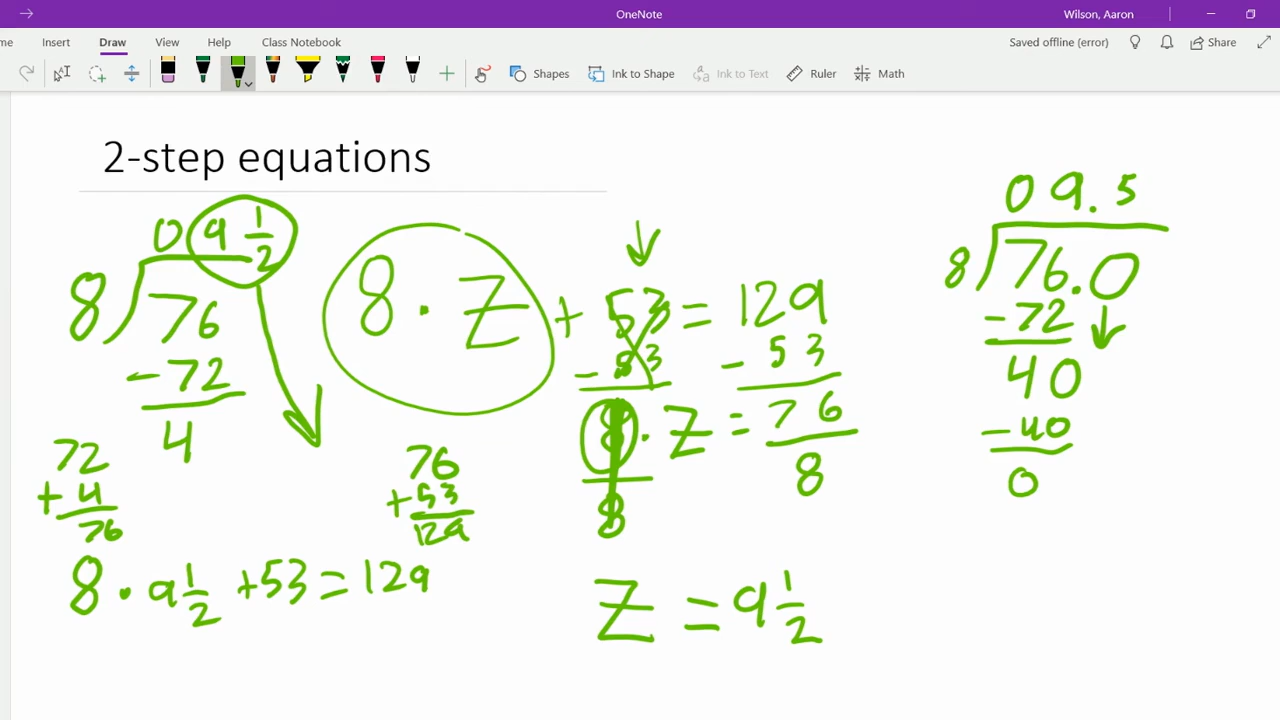 OneNote
Wilson, Aaron
me Insert Draw View Help Class Notebook
Saved offline (error) Share
Shapes Ink to Shape Ink to Text Ruler Math
2-step equations
09 1/2
8)76
-72
4
72
+4
76
8 · z + 53 = 129
-53 -53
8 · z = 76
8 8
76
+53
129
8 · 9 1/2 +53=129
z = 9 1/2
09.5
8)76.0
-72
40
-40
0